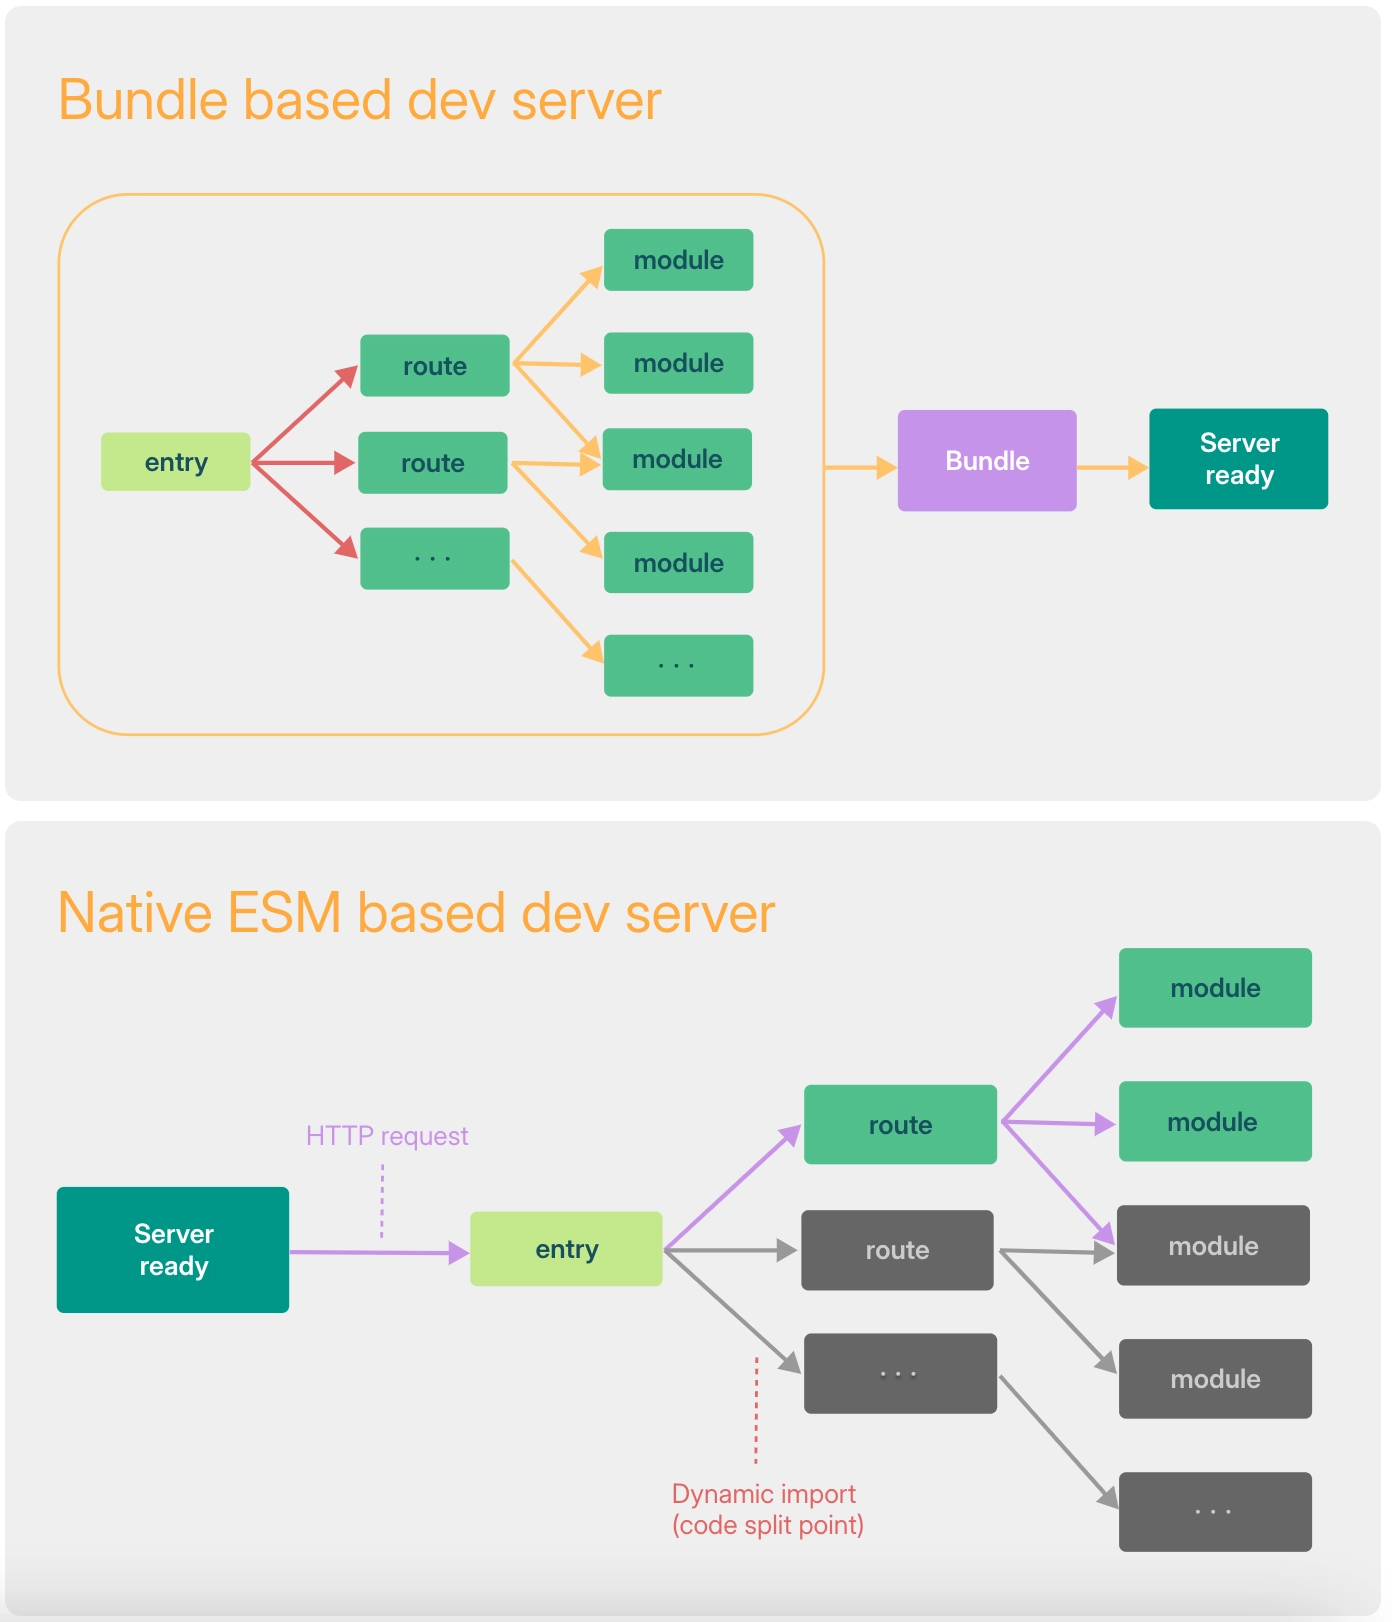 Bundle based dev server
module
route
module
entry
route
module
Bundle
Server
ready
...
module
...
Native ESM based dev server
module
HTTP request
route
module
Server
ready
entry
route
module
...
module
Dynamic import
(code split point)
...